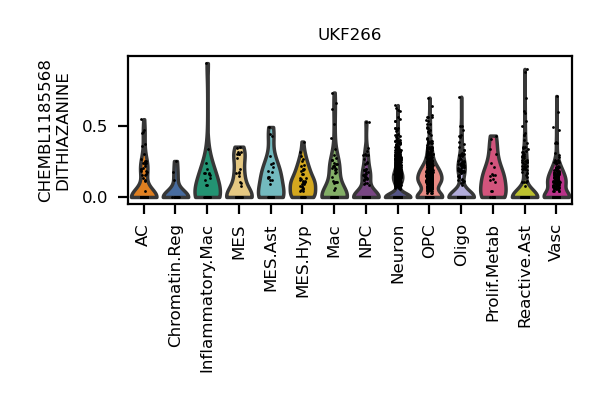 UKF266
CHEMBL1185568
DITHIAZANINE
0.5
0.0
AC
Chromatin.Reg
Inflammatory.Mac
MES
MES.Ast
MES.Hyp
Mac
NPC
Neuron
OPC
Oligo
Prolif.Metab
Reactive.Ast
Vasc